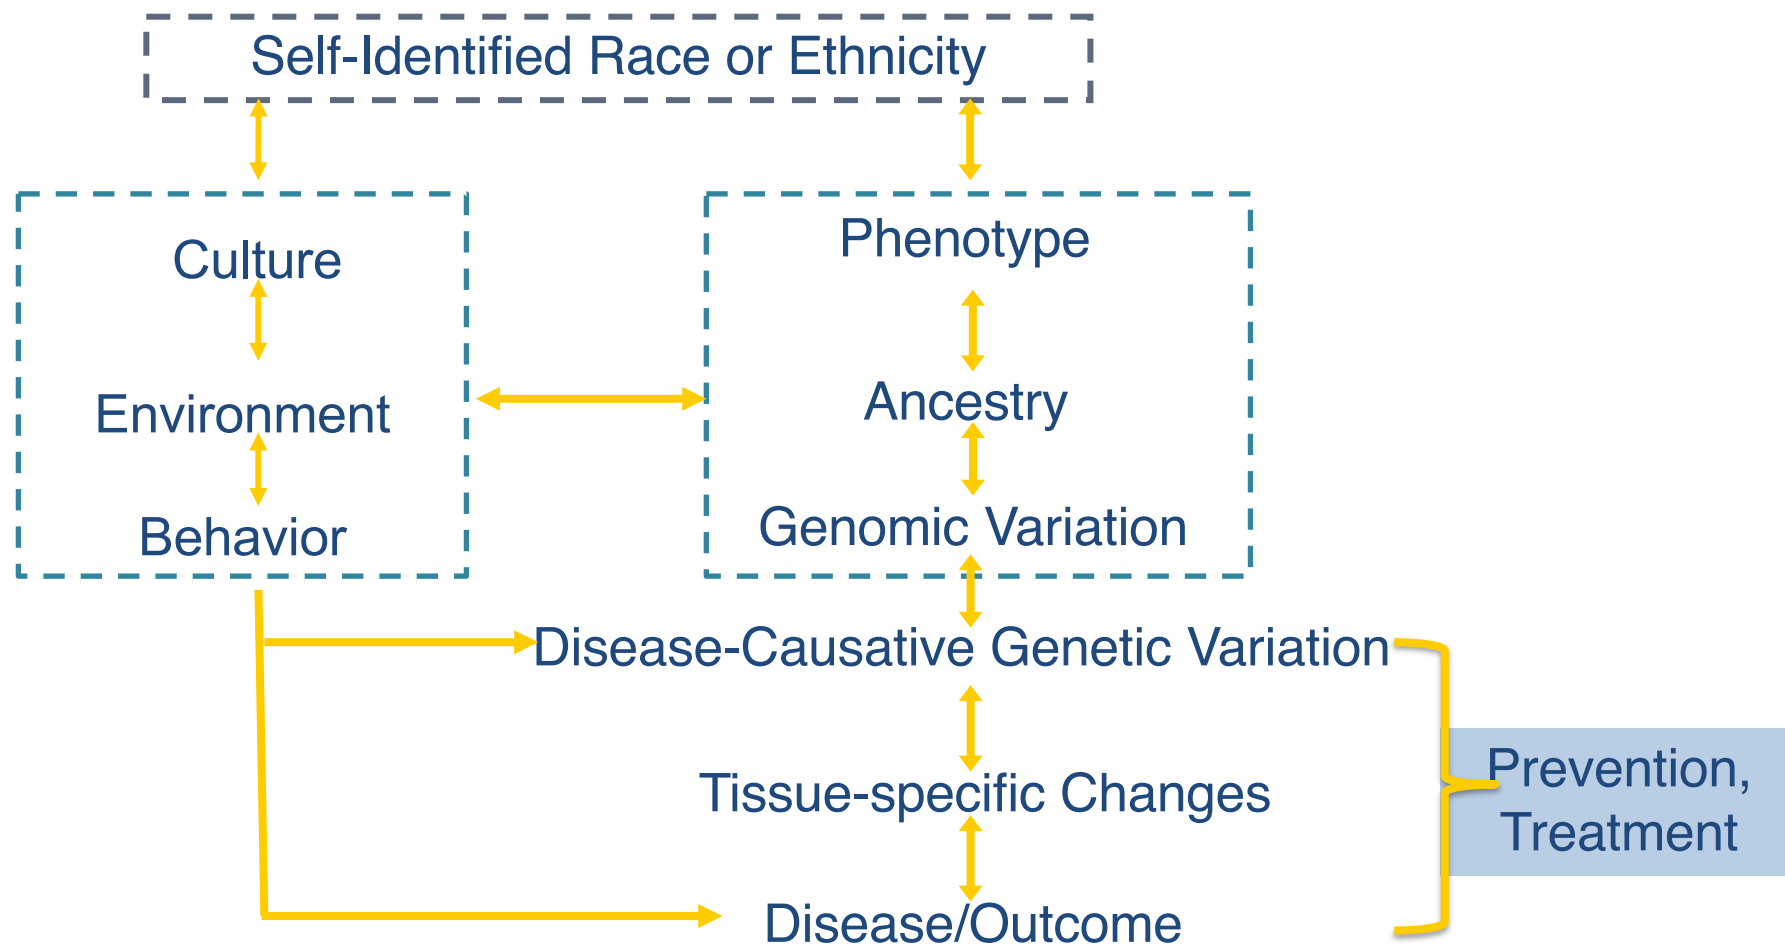 Self-Identified Race or Ethnicity
Culture
Environment
Behavior
Phenotype
Ancestry
Genomic Variation
Disease-Causative Genetic Variation
Tissue-specific Changes
Disease/Outcome
Prevention,
Treatment